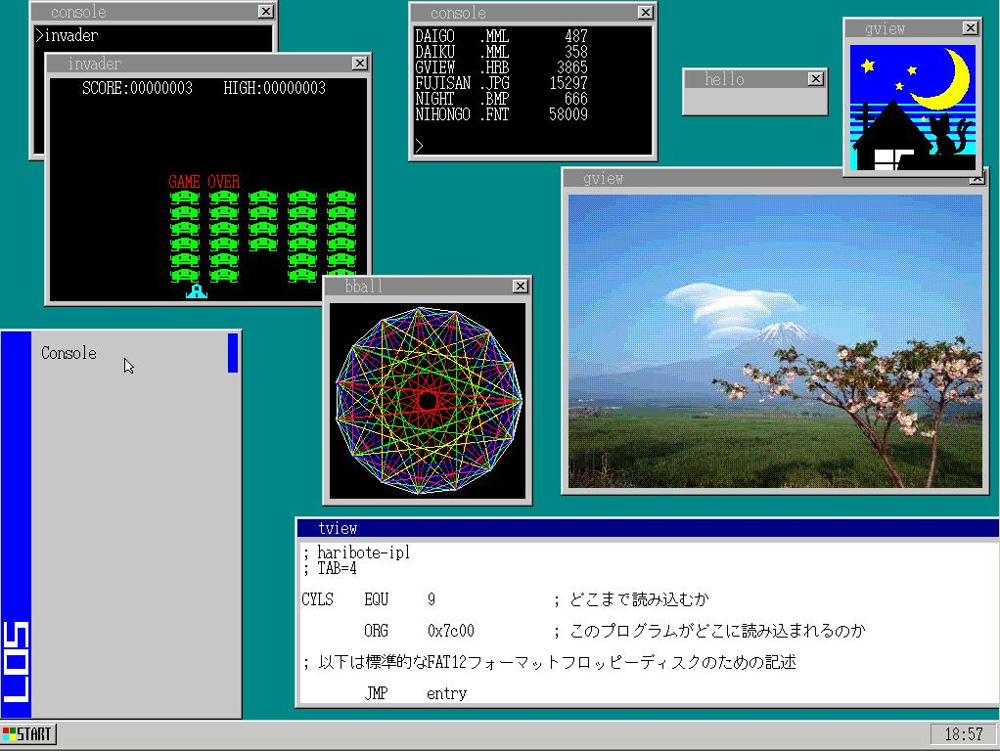 console
>invader
invader
SCORE:00000003 HIGH:00000003
GAME OVER
console
DAIGO .MML 487
DAIKU .MML 358
GVIEW .HRB 3865
FUJISAN .JPG 15297
NIGHT .BMP 666
NIHONGO .FNT 58009
>
hello
gview
gview
bball
Console
LOS
tview
; haribote-ipl
; TAB=4
CYLS EQU 9 ; どこまで読み込むか
ORG 0x7c00 ; このプログラムがどこに読み込まれるのか
; 以下は標準的なFAT12フォーマットフロッピーディスクのための記述
JMP entry
START
18:57